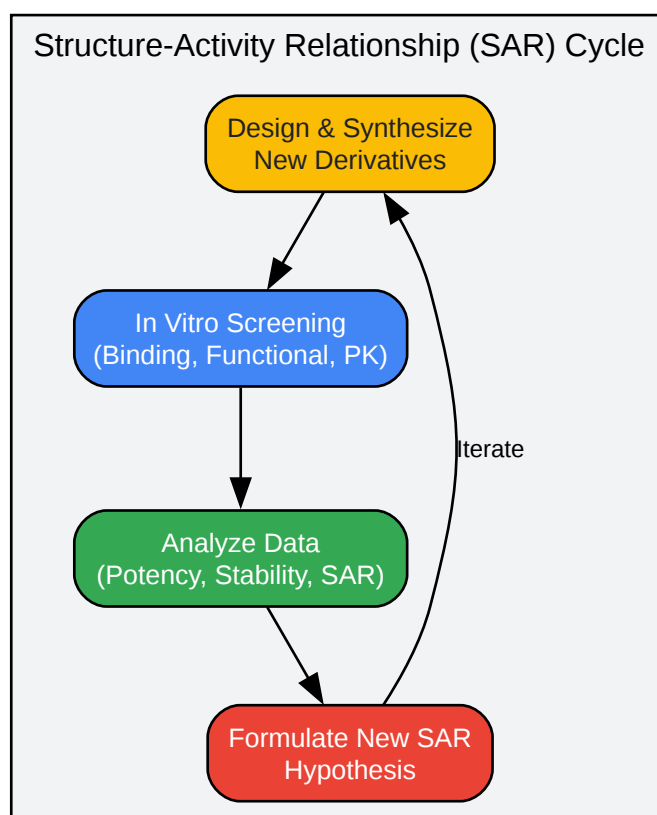 Structure-Activity Relationship (SAR) Cycle
Design & Synthesize
New Derivatives
In Vitro Screening
(Binding, Functional, PK)
Iterate
Analyze Data
(Potency, Stability, SAR)
Formulate New SAR
Hypothesis